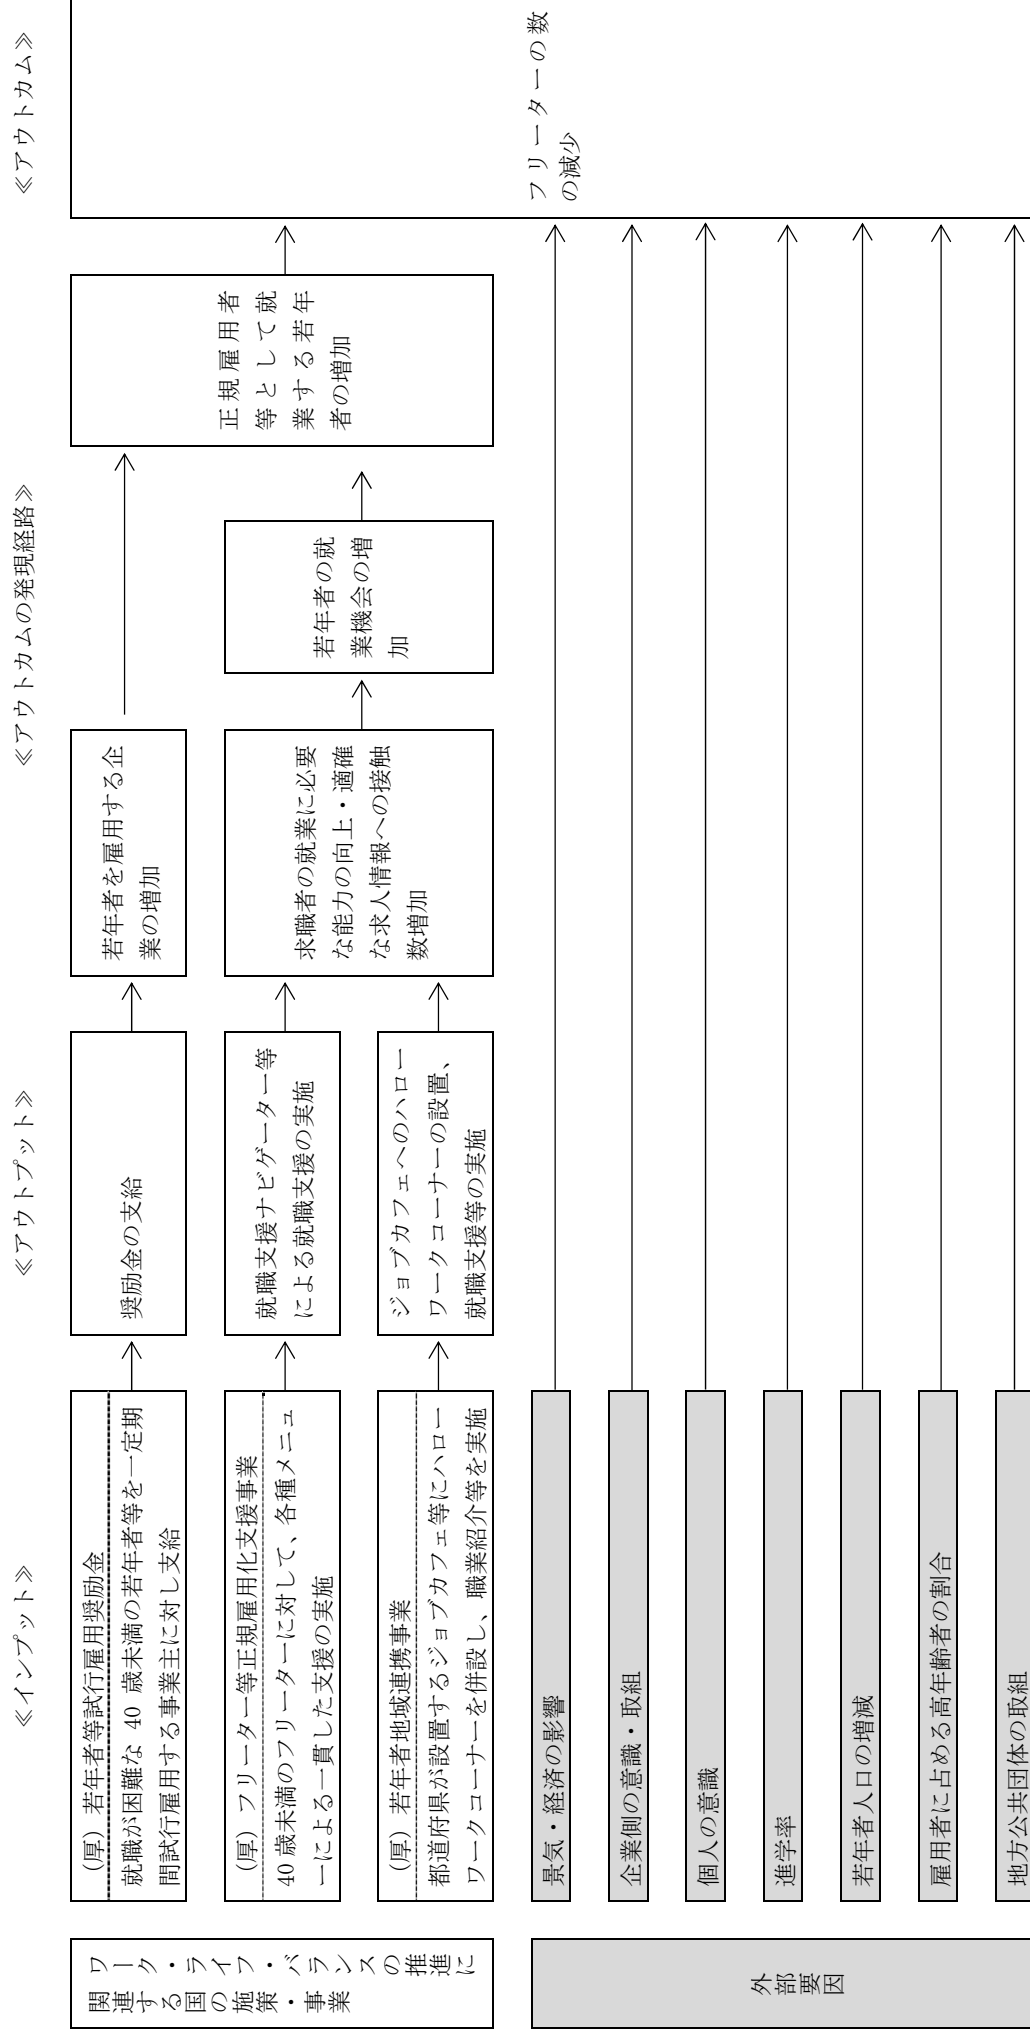 ≪インプット≫
≪アウトプット≫
≪アウトカムの発現経路≫
≪アウトカム≫
ワーク・ライフ・バランスの推進に
関連する国の施策・事業
(厚) 若年者等試行雇用奨励金
就職が困難な 40 歳未満の若年者等を一定期
間試行雇用する事業主に対し支給
奨励金の支給
若年者を雇用する企
業の増加
正規雇用者
等として就
業する若年
者の増加
(厚) フリーター等正規雇用化支援事業
40 歳未満のフリーターに対して、各種メニュ
ーによる一貫した支援の実施
就職支援ナビゲーター等
による就職支援の実施
求職者の就業に必要
な能力の向上・適確
な求人情報への接触
数増加
若年者の就
業機会の増
加
(厚) 若年者地域連携事業
都道府県が設置するジョブカフェ等にハロー
ワークコーナーを併設し、職業紹介等を実施
ジョブカフェへのハロー
ワークコーナーの設置、
就職支援等の実施
フリーターの数
の減少
外部
要因
景気・経済の影響
企業側の意識・取組
個人の意識
進学率
若年者人口の増減
雇用者に占める高年齢者の割合
地方公共団体の取組